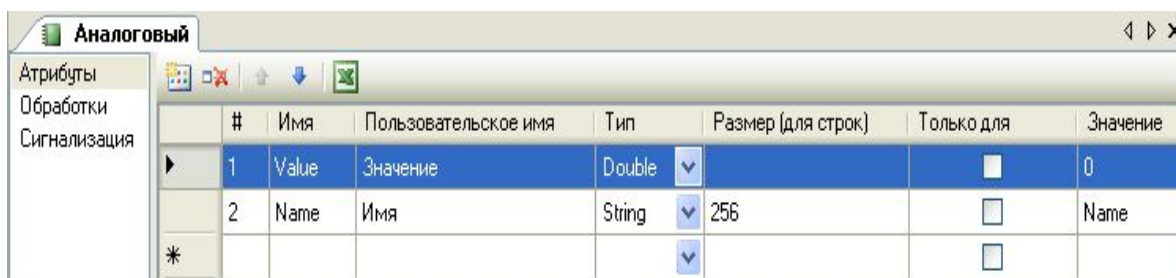 Аналоговый
Атрибуты
Обработки
Сигнализация
# Имя Пользовательское имя Тип Размер (для строк) Только для Значение
1 Value Значение Double 0
2 Name Имя String 256 Name